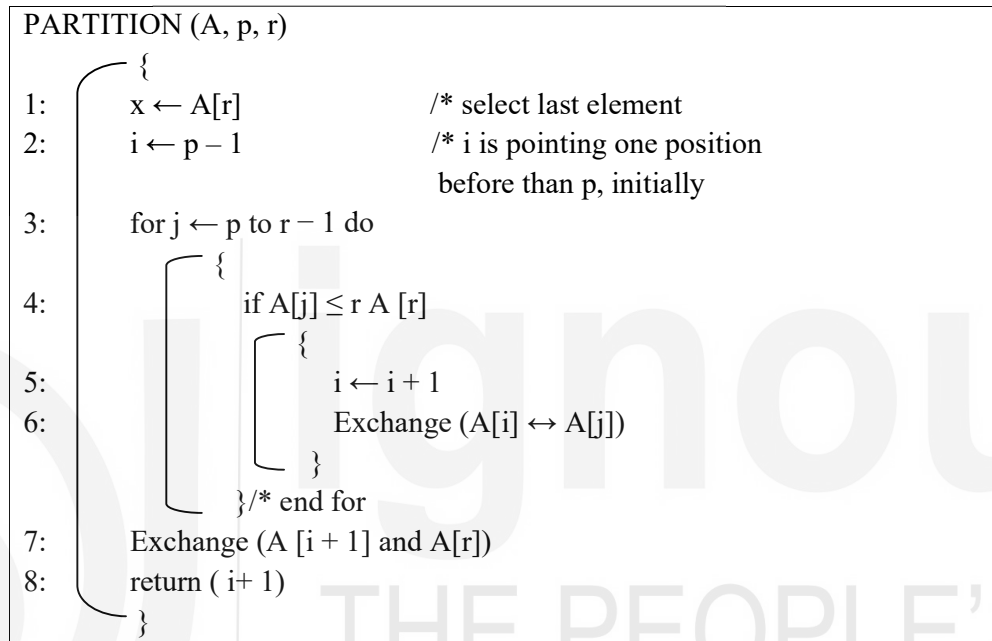 PARTITION (A, p, r)
{
1: x ← A[r] /* select last element
2: i ← p – 1 /* i is pointing one position
before than p, initially
3: for j ← p to r − 1 do
{
4: if A[j] ≤ r A [r]
{
5: i ← i + 1
6: Exchange (A[i] ↔ A[j])
}
}/* end for
7: Exchange (A [i + 1] and A[r])
8: return ( i+ 1)
}
ignou
THE PEOPLE’